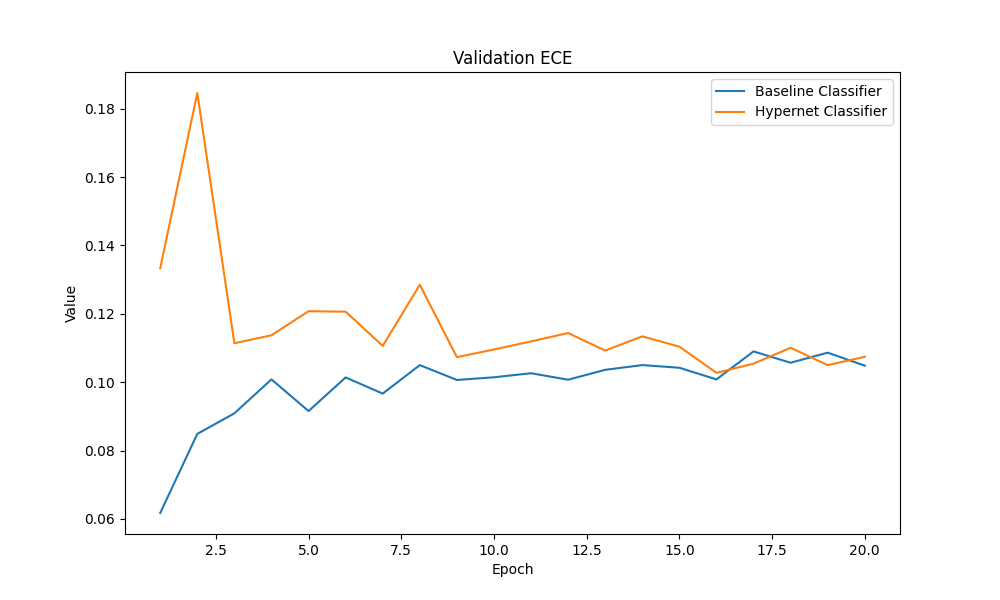 Validation ECE
Baseline Classifier
Hypernet Classifier
0.18
0.16
0.14
0.12
0.10
0.08
0.06
Value
2.5 5.0 7.5 10.0 12.5 15.0 17.5 20.0
Epoch